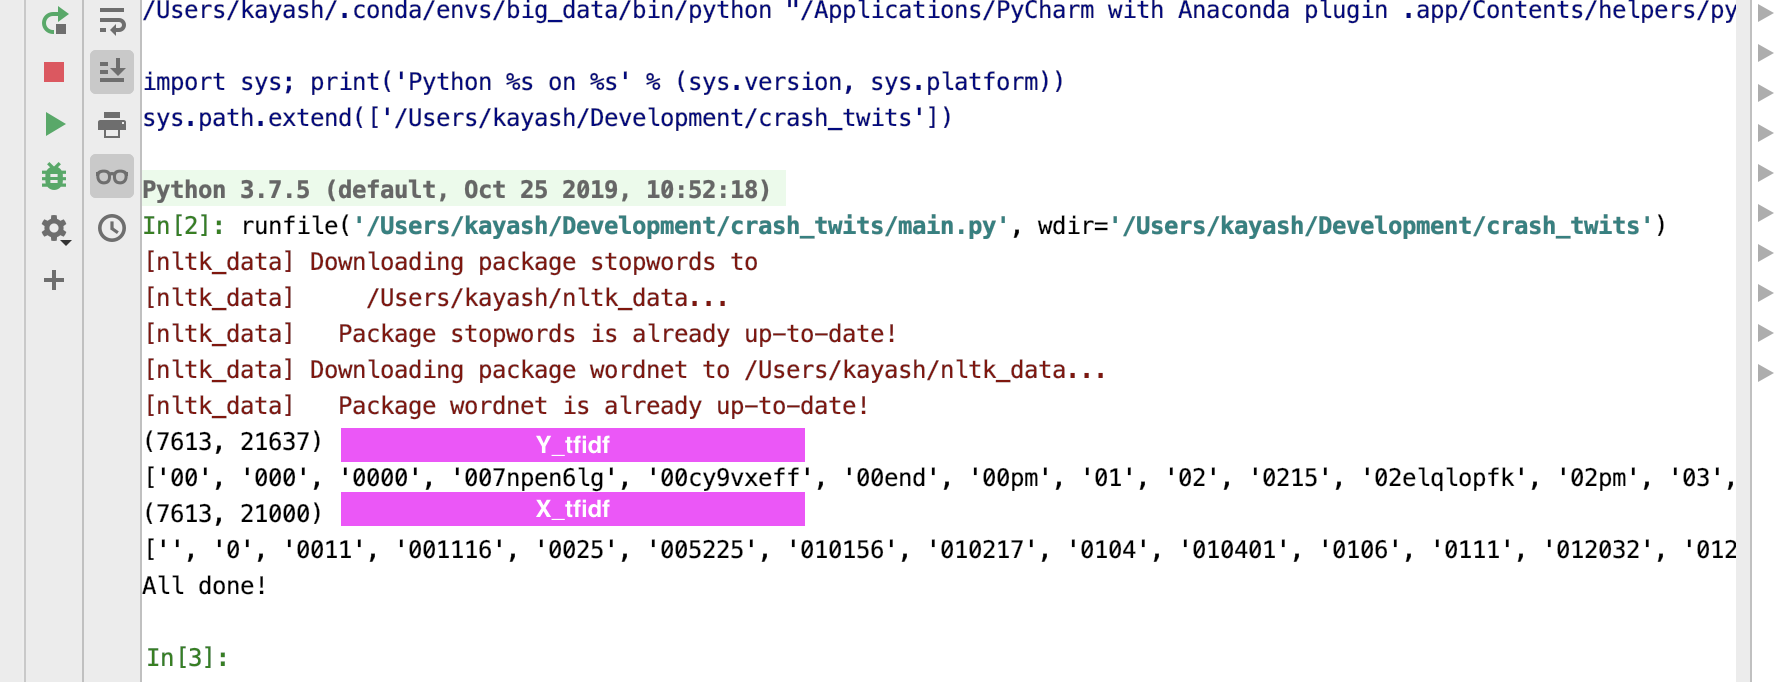 /Users/kayash/.conda/envs/big_data/bin/python "/Applications/PyCharm with Anaconda plugin .app/Contents/helpers/py
import sys; print('Python %s on %s' % (sys.version, sys.platform))
sys.path.extend(['/Users/kayash/Development/crash_twits'])
Python 3.7.5 (default, Oct 25 2019, 10:52:18)
In[2]: runfile('/Users/kayash/Development/crash_twits/main.py', wdir='/Users/kayash/Development/crash_twits')
[nltk_data] Downloading package stopwords to
[nltk_data]     /Users/kayash/nltk_data...
[nltk_data]   Package stopwords is already up-to-date!
[nltk_data] Downloading package wordnet to /Users/kayash/nltk_data...
[nltk_data]   Package wordnet is already up-to-date!
(7613, 21637) Y_tfidf
['00', '000', '0000', '007npen6lg', '00cy9vxeff', '00end', '00pm', '01', '02', '0215', '02elqlopfk', '02pm', '03',
(7613, 21000) X_tfidf
['', '0', '0011', '001116', '0025', '005225', '010156', '010217', '0104', '010401', '0106', '0111', '012032', '012
All done!
In[3]: